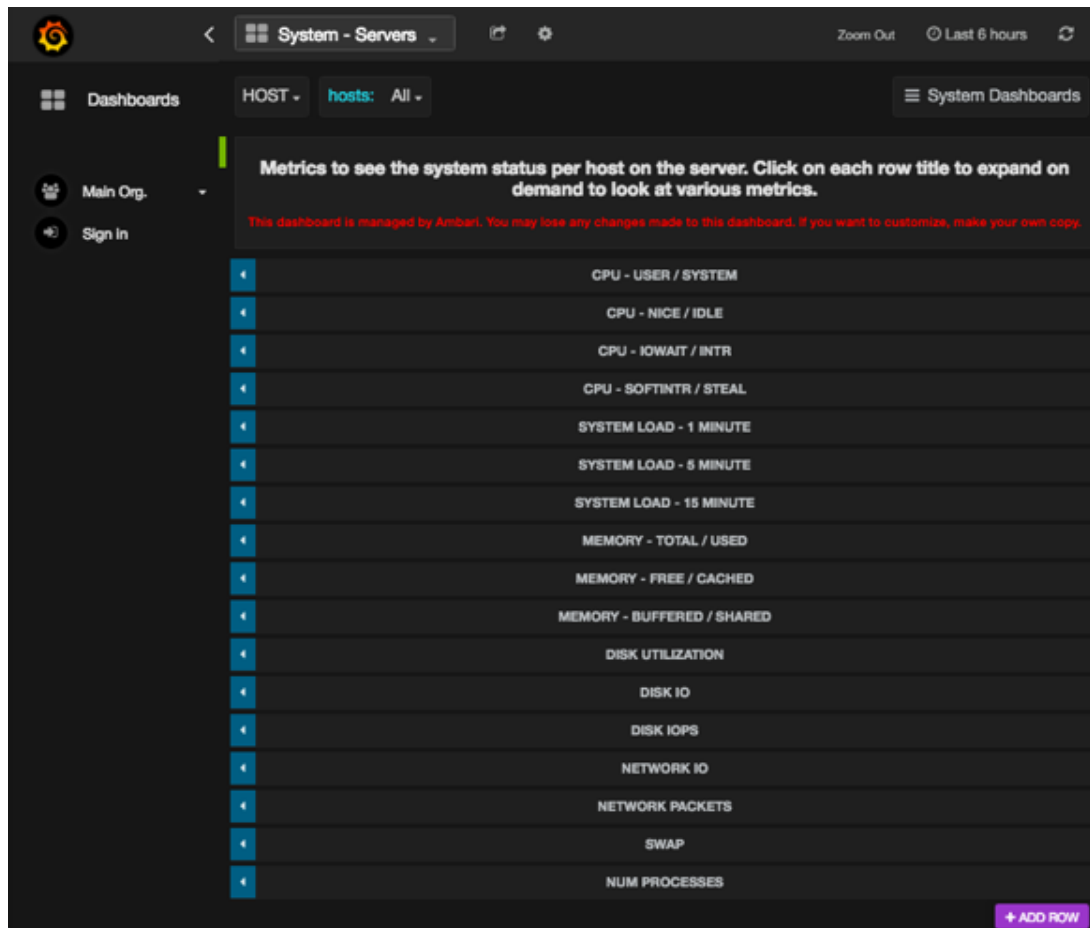 System - Servers
Zoom Out
Last 6 hours
Dashboards
HOST
hosts: All
System Dashboards
Main Org.
Sign In
Metrics to see the system status per host on the server. Click on each row title to expand on
demand to look at various metrics.
This dashboard is managed by Ambari. You may lose any changes made to this dashboard. If you want to customize, make your own copy.
CPU - USER / SYSTEM
CPU - NICE / IDLE
CPU - IOWAIT / INTR
CPU - SOFTINTR / STEAL
SYSTEM LOAD - 1 MINUTE
SYSTEM LOAD - 5 MINUTE
SYSTEM LOAD - 15 MINUTE
MEMORY - TOTAL / USED
MEMORY - FREE / CACHED
MEMORY - BUFFERED / SHARED
DISK UTILIZATION
DISK IO
DISK IOPS
NETWORK IO
NETWORK PACKETS
SWAP
NUM PROCESSES
+ ADD ROW